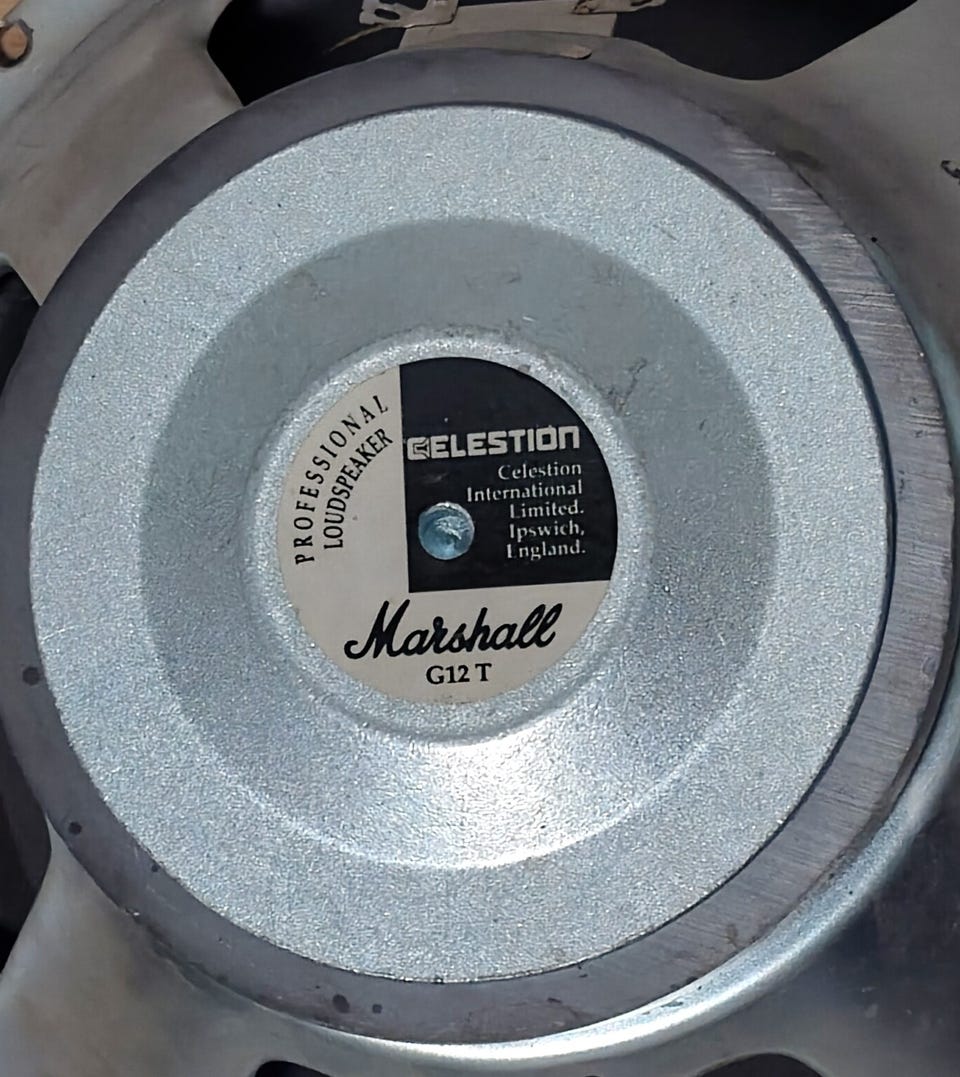 PROFESSIONAL
LOUDSPEAKER
CELESTION
Celestion
International
Limited.
Ipswich,
England.
Marshall
G12 T